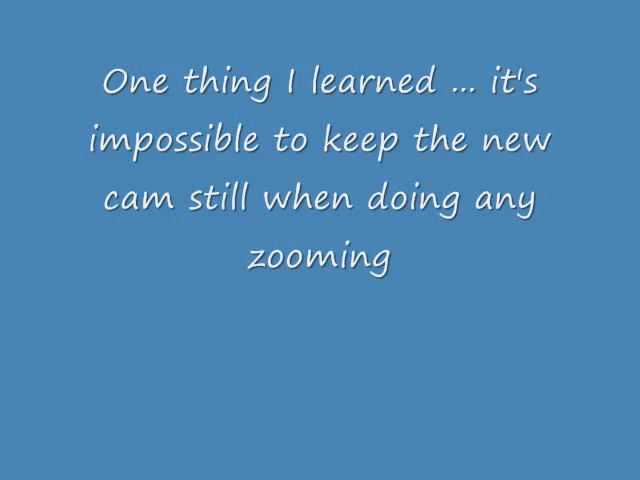 One thing I learned ... it's
impossible to keep the new
cam still when doing any
zooming